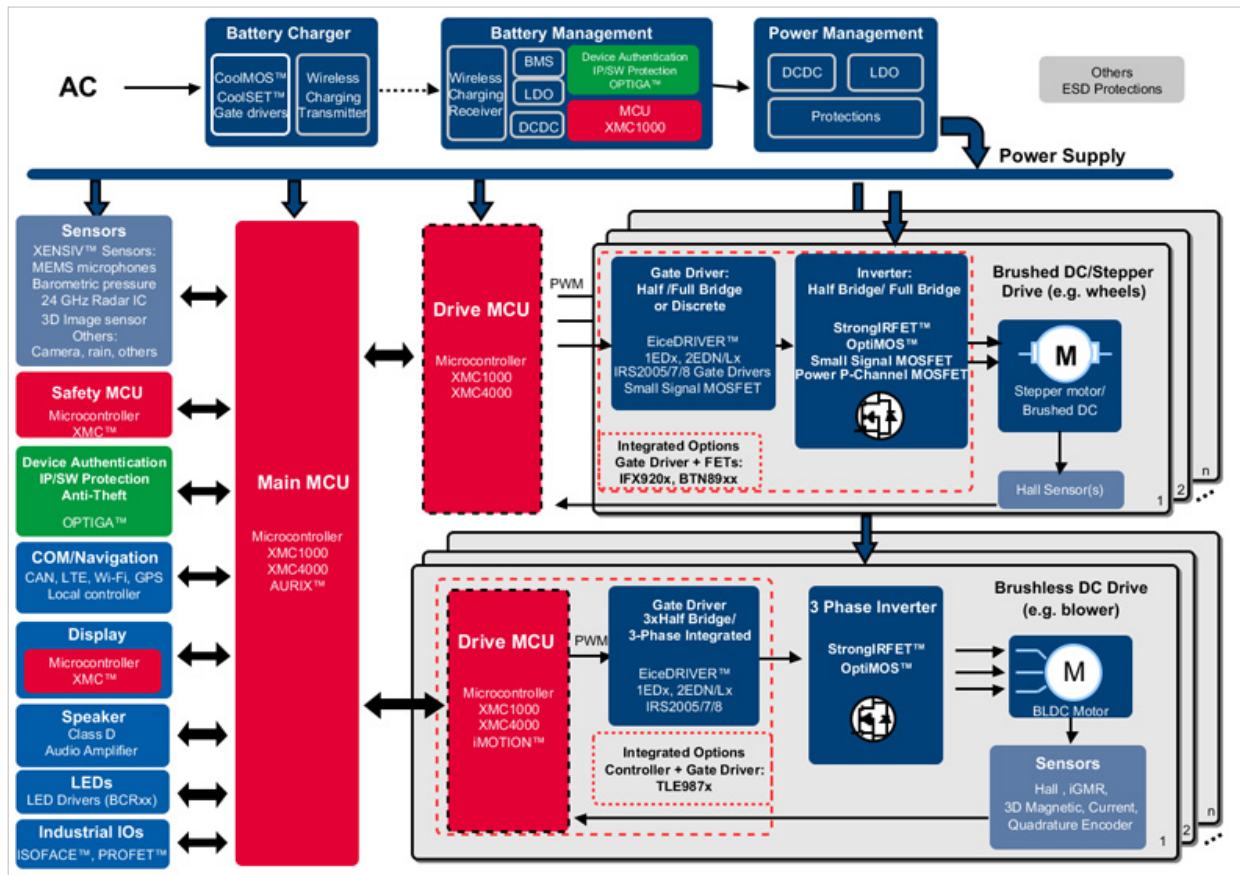 Battery Charger
Battery Management
Power Management
AC
CoolMOS™
CoolSET™
Gate drivers
Wireless
Charging
Transmitter
Wireless
Charging
Receiver
BMS
LDO
DCDC
Device Authentication
IP/SW Protection
OPTIGA™
MCU
XMC1000
DCDC
LDO
Protections
Others
ESD Protections
Power Supply
Sensors
XENSIV™ Sensors:
MEMS microphones
Barometric pressure
24 GHz Radar IC
3D Image sensor
Others:
Camera, rain, others
Safety MCU
Microcontroller
XMC™
Device Authentication
IP/SW Protection
Anti-Theft
OPTIGA™
COM/Navigation
CAN, LTE, Wi-Fi, GPS
Local controller
Display
Microcontroller
XMC™
Speaker
Class D
Audio Amplifier
LEDs
LED Drivers (BCRxx)
Industrial IOs
ISOFACE™, PROFET™
Main MCU
Microcontroller
XMC1000
XMC4000
AURIX™
Drive MCU
Microcontroller
XMC1000
XMC4000
PWM
Gate Driver:
Half /Full Bridge
or Discrete
EiceDRIVER™
1EDx, 2EDN/Lx
IRS2005/7/8 Gate Drivers
Small Signal MOSFET
Inverter:
Half Bridge/ Full Bridge
StrongIRFET™
OptiMOS™
Small Signal MOSFET
Power P-Channel MOSFET
Integrated Options
Gate Driver + FETs:
IFX920x, BTN89xx
Brushed DC/Stepper
Drive (e.g. wheels)
M
Stepper motor/
Brushed DC
Hall Sensor(s)
1
2
n
Drive MCU
Microcontroller
XMC1000
XMC4000
iMOTION™
PWM
Gate Driver
3xHalf Bridge/
3-Phase Integrated
EiceDRIVER™
1EDx, 2EDN/Lx
IRS2005/7/8
Integrated Options
Controller + Gate Driver:
TLE987x
3 Phase Inverter
StrongIRFET™
OptiMOS™
Brushless DC Drive
(e.g. blower)
M
BLDC Motor
Sensors
Hall , iGMR,
3D Magnetic, Current,
Quadrature Encoder
1
2
n